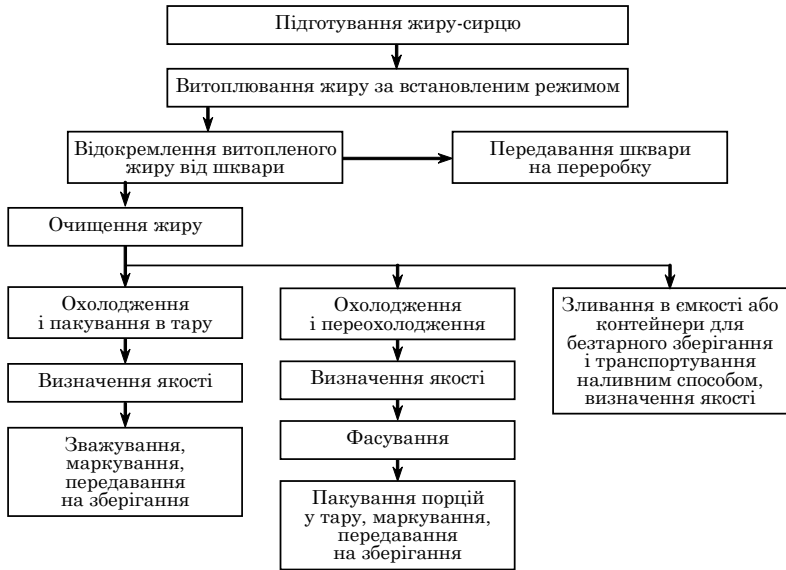 Підготування жиру-сирцю
Витоплювання жиру за встановленим режимом
Відокремлення витопленого
жиру від шквари
Передавання шквари
на переробку
Очищення жиру
Охолодження
і пакування в тару
Визначення якості
Зважування,
маркування,
передавання
на зберігання
Охолодження
і переохолодження
Визначення якості
Фасування
Пакування порцій
у тару, маркування,
передавання
на зберігання
Зливання в ємкості або
контейнери для
безтарного зберігання
і транспортування
наливним способом,
визначення якості